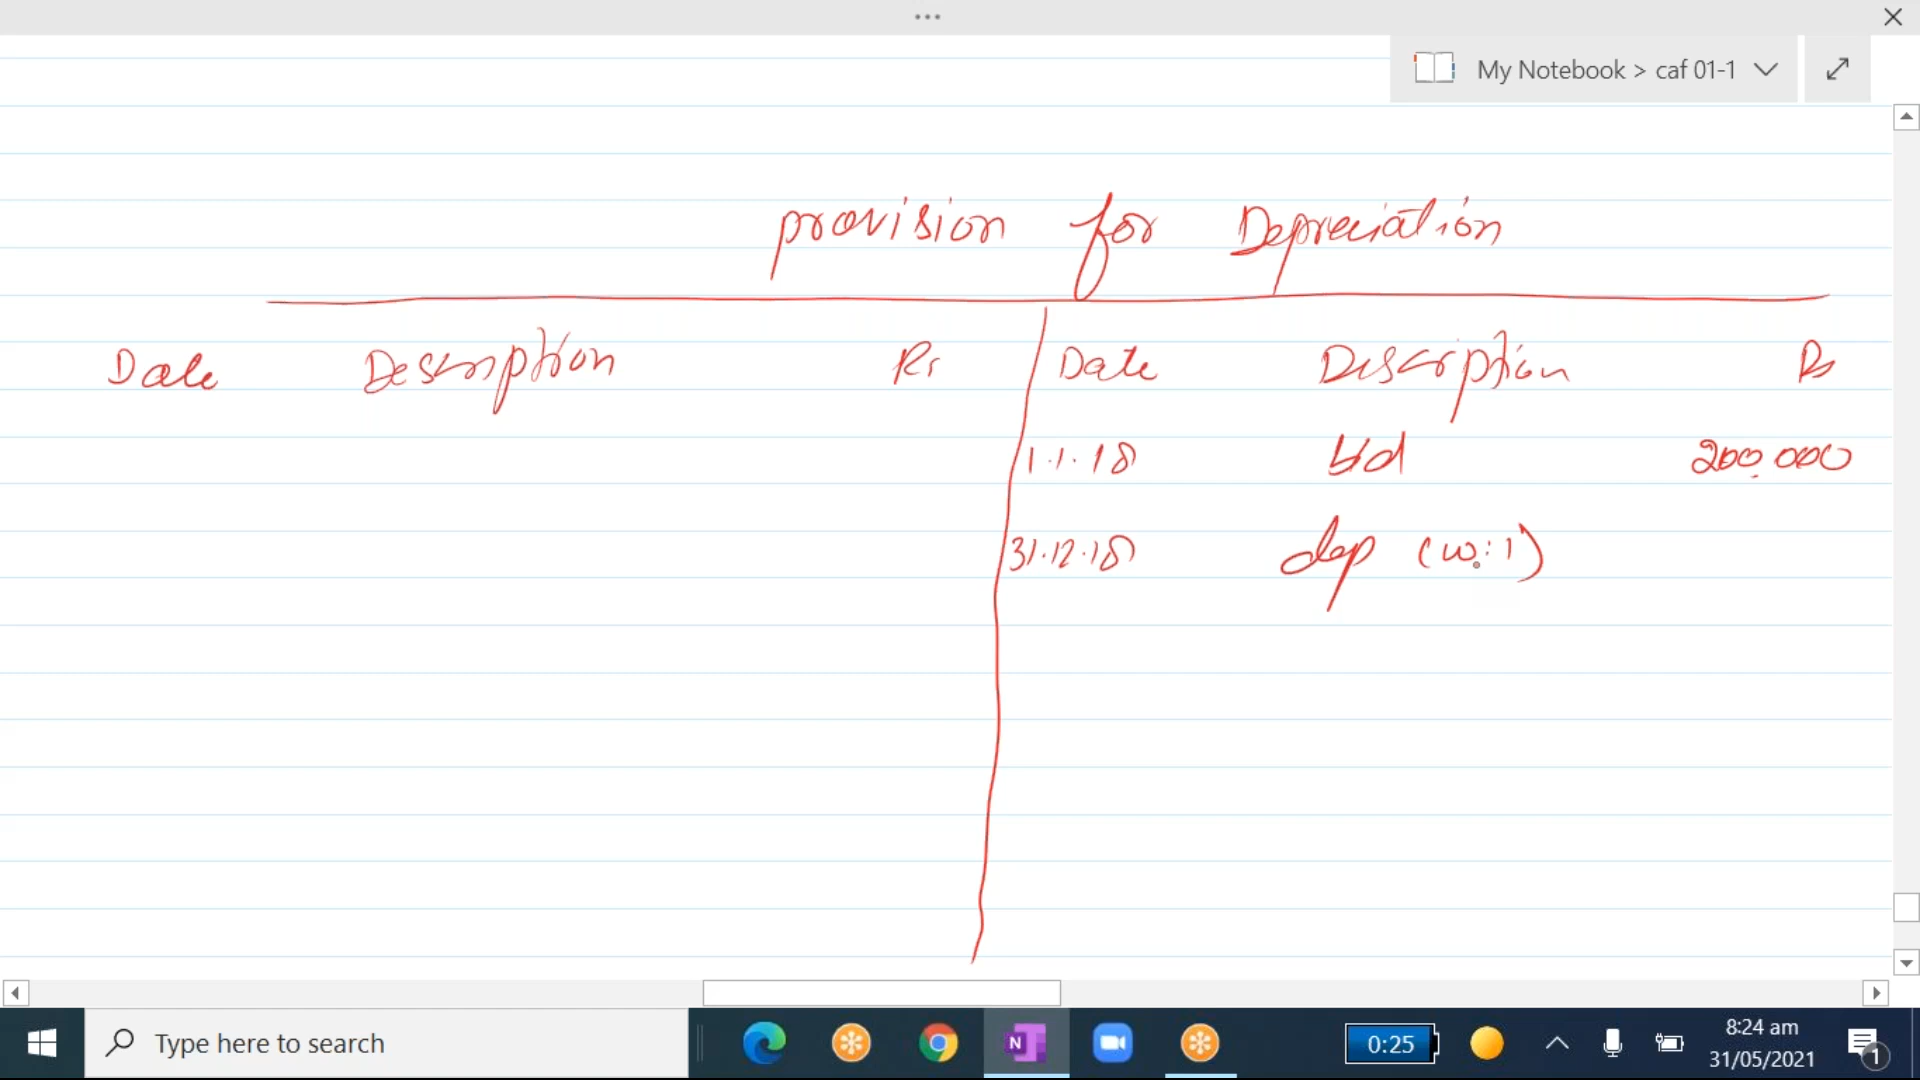 My Notebook > caf 01-1
provision for Depreciation
Date Description Rs Date Description Rs
1.1.18 b/d 200,000
31.12.18 dep (w:1)
Type here to search
0:25
8:24 am
31/05/2021
1